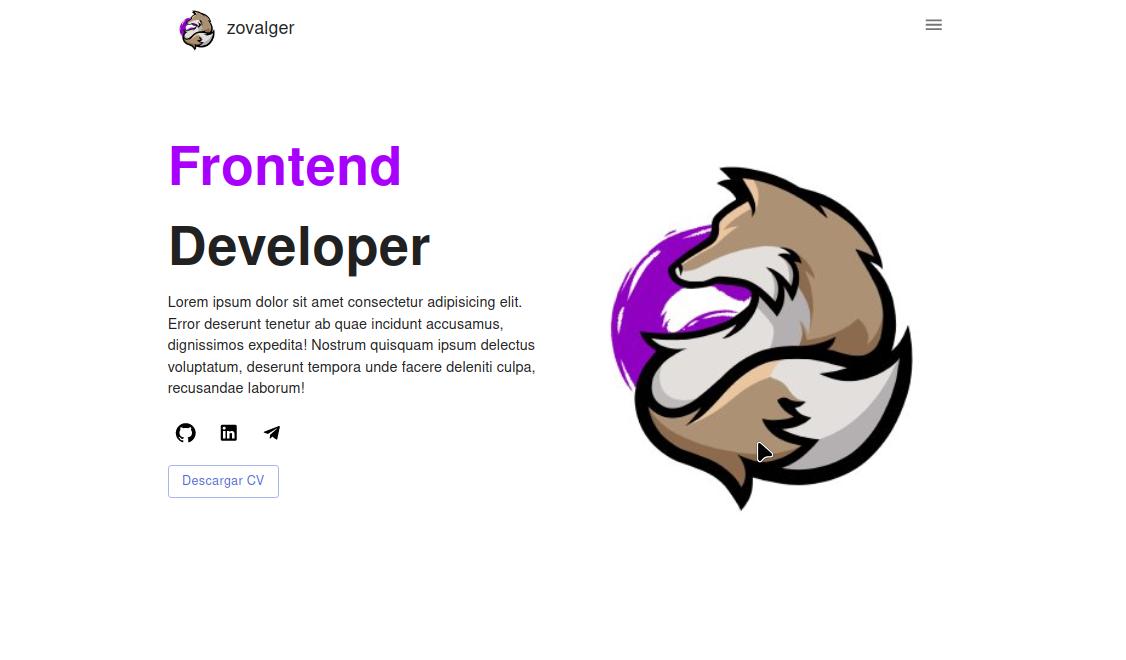 zovalger
Frontend
Developer
Lorem ipsum dolor sit amet consectetur adipisicing elit.
Error deserunt tenetur ab quae incidunt accusamus,
dignissimos expedita! Nostrum quisquam ipsum delectus
voluptatum, deserunt tempora unde facere deleniti culpa,
recusandae laborum!
in
Descargar CV